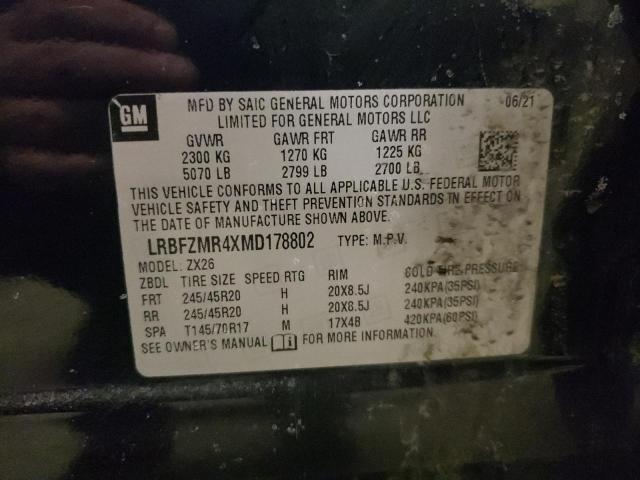 GM
MFD BY SAIC GENERAL MOTORS CORPORATION 06/21
LIMITED FOR GENERAL MOTORS LLC
GVWR GAWR FRT GAWR RR
2300 KG 1270 KG 1225 KG
5070 LB 2799 LB 2700 LB
THIS VEHICLE CONFORMS TO ALL APPLICABLE U.S. FEDERAL MOTOR
VEHICLE SAFETY AND THEFT PREVENTION STANDARDS IN EFFECT ON
THE DATE OF MANUFACTURE SHOWN ABOVE.
LRBFZMR4XMD178802 TYPE: M.P.V.
MODEL: ZX26
ZBDL TIRE SIZE SPEED RTG RIM COLD TIRE PRESSURE
FRT 245/45R20 H 20X8.5J 240KPA(35PSI)
RR 245/45R20 H 20X8.5J 240KPA(35PSI)
SPA T145/70R17 M 17X4B 420KPA(60PSI)
SEE OWNER'S MANUAL FOR MORE INFORMATION.